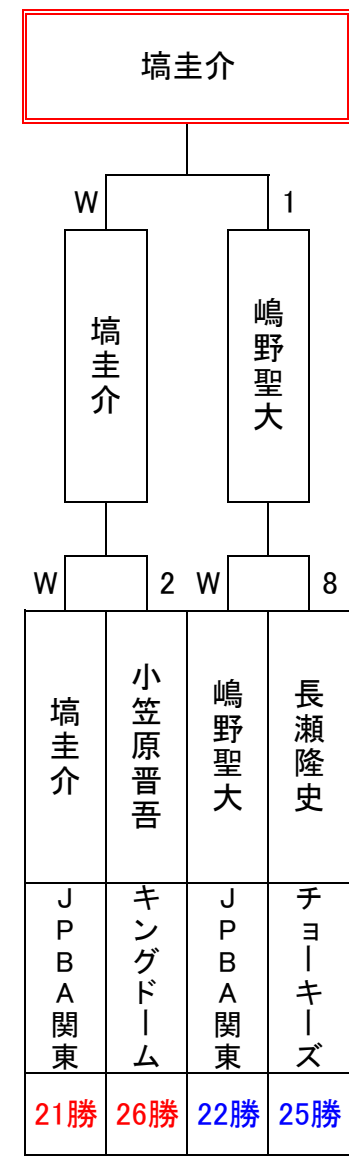 塙圭介
W 1
塙圭介
嶋野聖大
W 2 W 8
塙圭介
小笠原晋吾
嶋野聖大
長瀬隆史
JPBA関東
キングドーム
JPBA関東
チョーキーズ
21勝 26勝 22勝 25勝